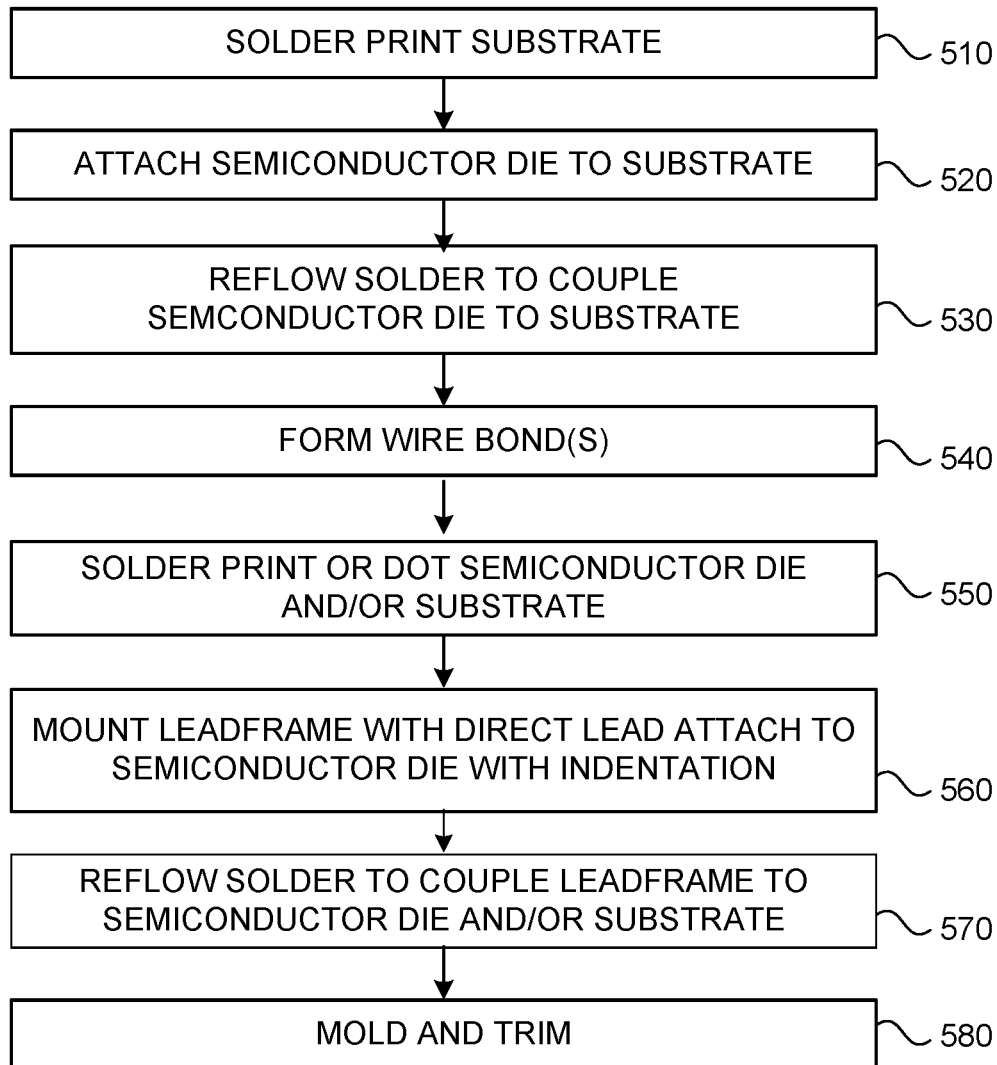 SOLDER PRINT SUBSTRATE
510
ATTACH SEMICONDUCTOR DIE TO SUBSTRATE
520
REFLOW SOLDER TO COUPLE
SEMCONDUCTOR DIE TO SUBSTRATE
530
FORM WIRE BOND(S)
540
SOLDER PRINT OR DOT SEMICONDUCTOR DIE
AND/OR SUBSTRATE
550
MOUNT LEADFRAME WITH DIRECT LEAD ATTACH TO
SEMICONDUCTOR DIE WITH INDENTATION
560
REFLOW SOLDER TO COUPLE LEADFRAME TO
SEMICONDUCTOR DIE AND/OR SUBSTRATE
570
MOLD AND TRIM
580